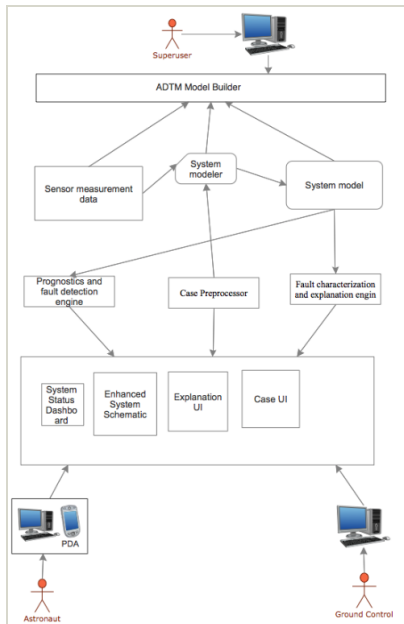 Superuser
ADTM Model Builder
Sensor measurement
data
System
modeler
System model
Prognostics and
fault detection
engine
Case Preprocessor
Fault characterization
and explanation engin
System
Status
Dashbo
ard
Enhanced
System
Schematic
Explanation
UI
Case UI
PDA
Astronaut
Ground Control